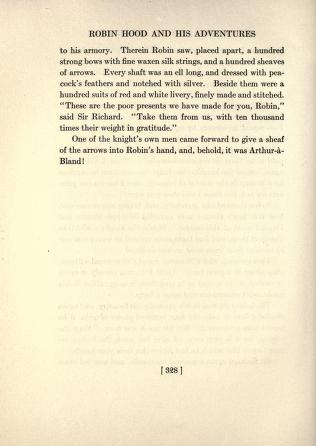 ROBIN HOOD AND HIS ADVENTURES
to his armory. Therein Robin saw, placed apart, a hundred
strong bows with fine waxen silk strings, and a hundred sheaves
of arrows. Every shaft was an ell long, and dressed with pea-
cock's feathers and notched with silver. Beside them were a
hundred suits of red and white livery, finely made and stitched.
"These are the poor presents we have made for you, Robin,"
said Sir Richard. "Take them from us, with ten thousand
times their weight in gratitude."
One of the knight's own men came forward to give a sheaf
of the arrows into Robin's hand, and, behold, it was Arthur-à-
Bland!
[ 328 ]